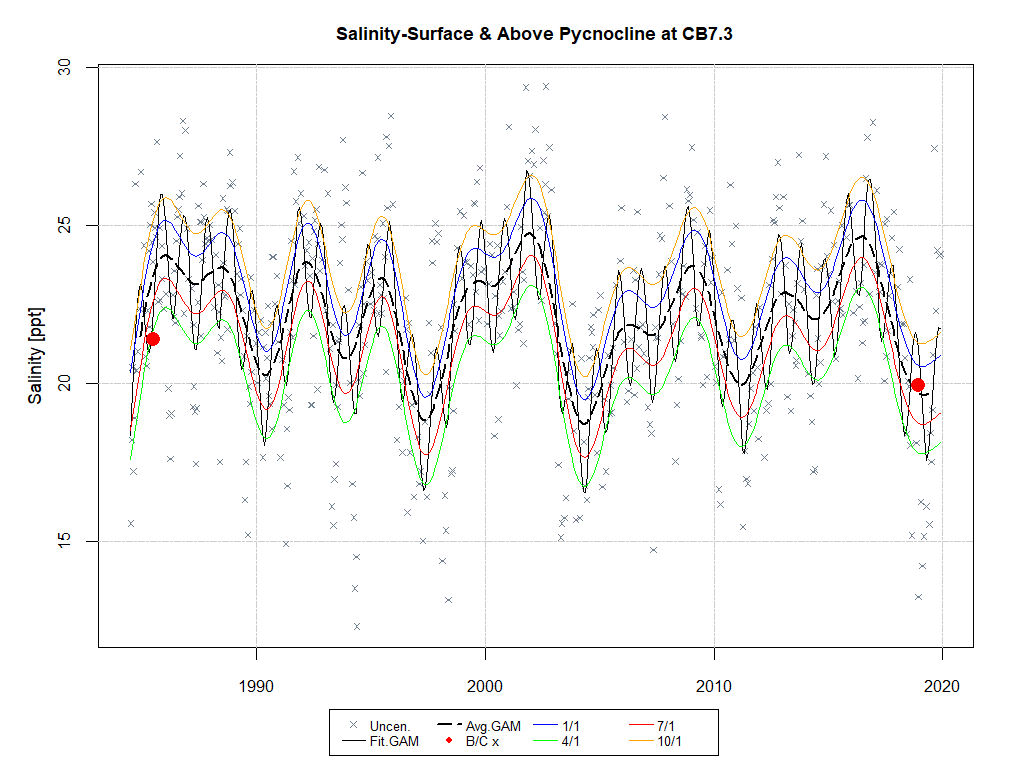 Salinity-Surface & Above Pycnocline at CB7.3
Salinity [ppt]
30
25
20
15
1990 2000 2010 2020
Uncen. Avg.GAM 1/1 7/1
Fit.GAM B/C x 4/1 10/1